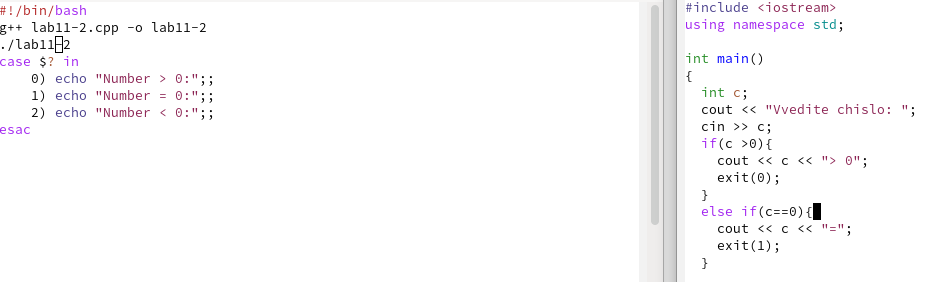 #!/bin/bash
g++ lab11-2.cpp -o lab11-2
./lab11-2
case $? in
    0) echo "Number > 0:";;
    1) echo "Number = 0:";;
    2) echo "Number < 0:";;
esac
#include <iostream>
using namespace std;

int main()
{
  int c;
  cout << "Vvedite chislo: ";
  cin >> c;
  if(c >0){
    cout << c << "> 0";
    exit(0);
  }
  else if(c==0){
    cout << c << "=";
    exit(1);
  }